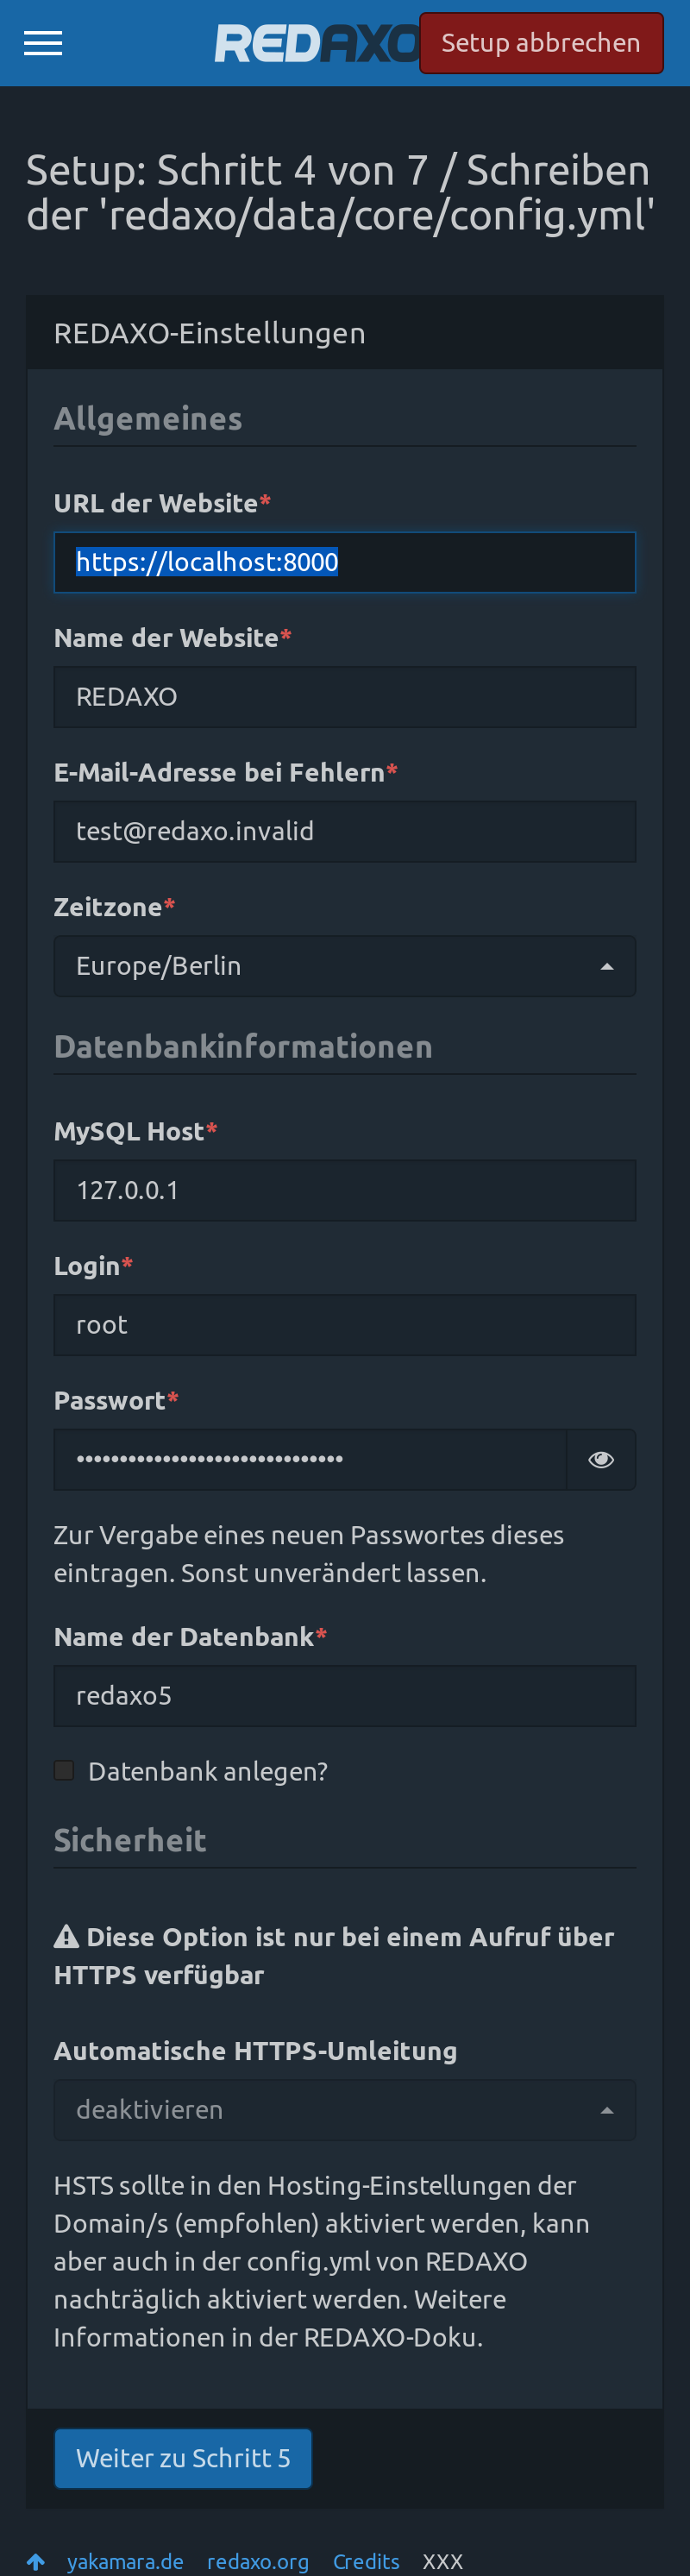 REDAXO
Setup abbrechen
Setup: Schritt 4 von 7 / Schreiben
der 'redaxo/data/core/config.yml'
REDAXO-Einstellungen
Allgemeines
URL der Website*
https://localhost:8000
Name der Website*
REDAXO
E-Mail-Adresse bei Fehlern*
test@redaxo.invalid
Zeitzone*
Europe/Berlin
Datenbankinformationen
MySQL Host*
127.0.0.1
Login*
root
Passwort*
•••••••••••••••••••••••••••••••
Zur Vergabe eines neuen Passwortes dieses
eintragen. Sonst unverändert lassen.
Name der Datenbank*
redaxo5
Datenbank anlegen?
Sicherheit
Diese Option ist nur bei einem Aufruf über
HTTPS verfügbar
Automatische HTTPS-Umleitung
deaktivieren
HSTS sollte in den Hosting-Einstellungen der
Domain/s (empfohlen) aktiviert werden, kann
aber auch in der config.yml von REDAXO
nachträglich aktiviert werden. Weitere
Informationen in der REDAXO-Doku.
Weiter zu Schritt 5
yakamara.de redaxo.org Credits XXX